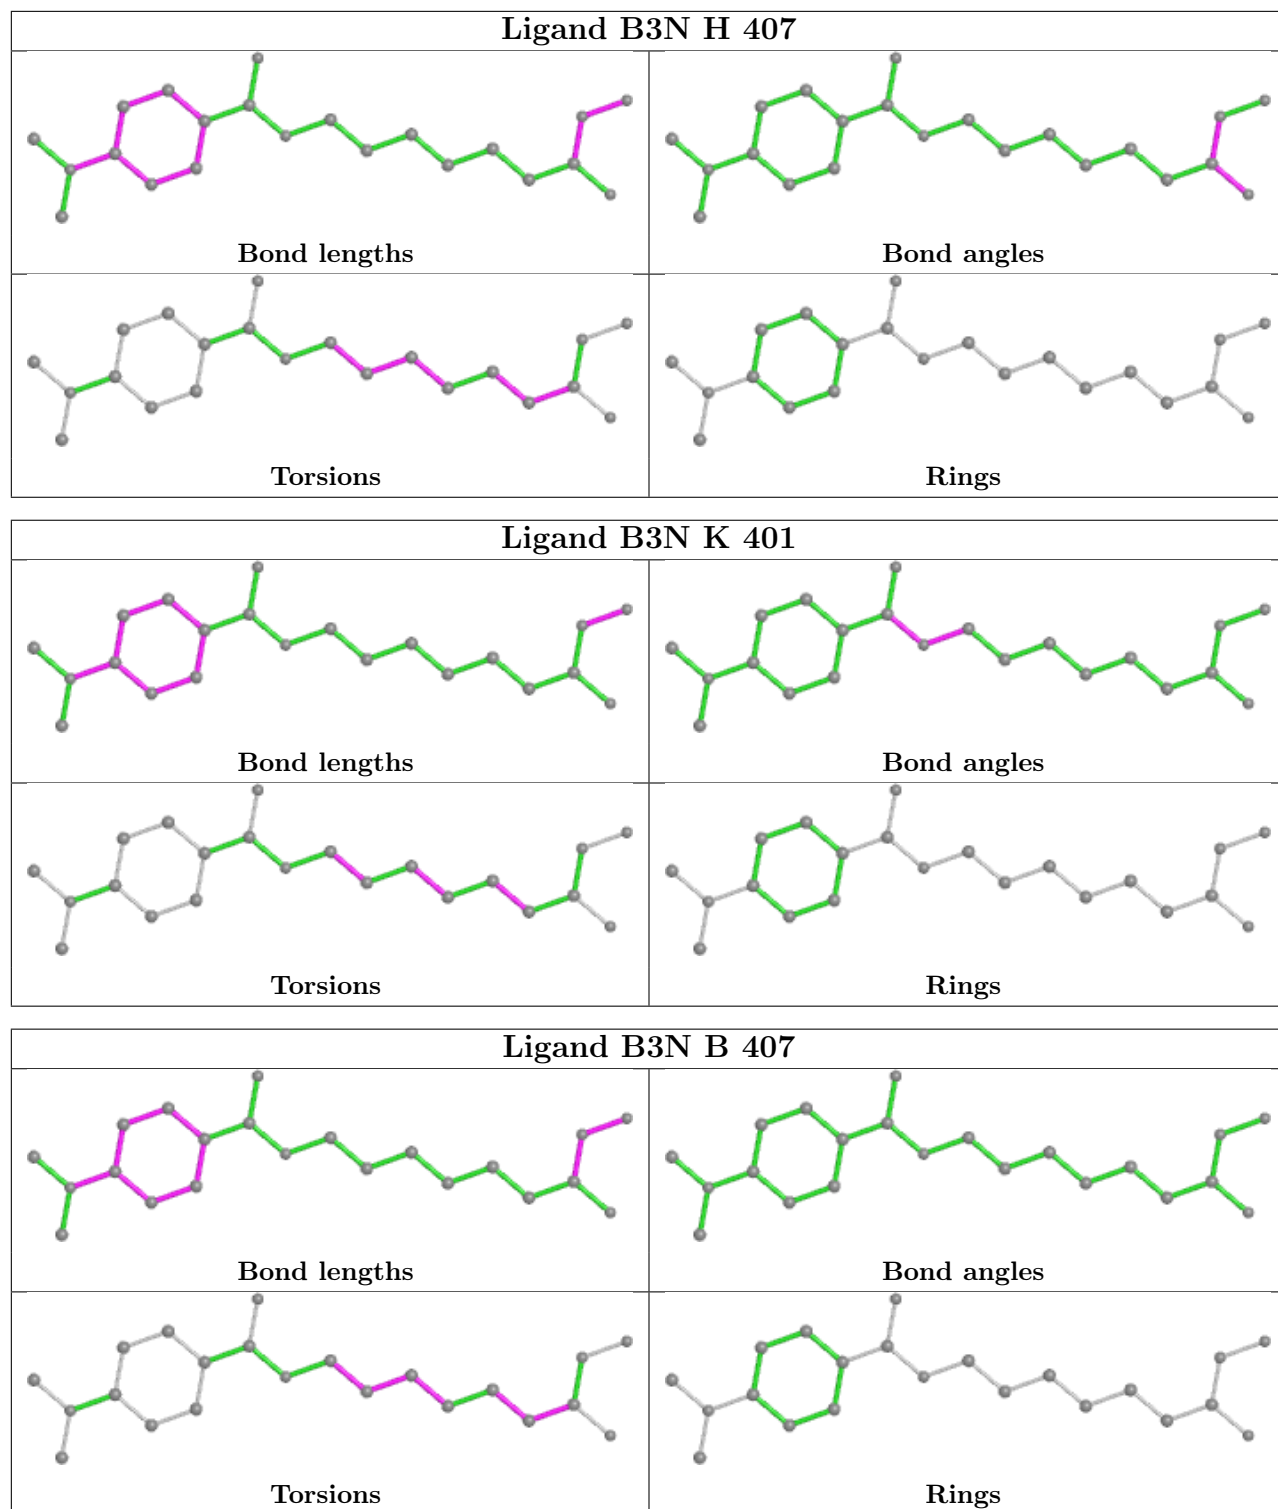 Ligand B3N H 407
Bond lengths
Bond angles
Torsions
Rings
Ligand B3N K 401
Bond lengths
Bond angles
Torsions
Rings
Ligand B3N B 407
Bond lengths
Bond angles
Torsions
Rings